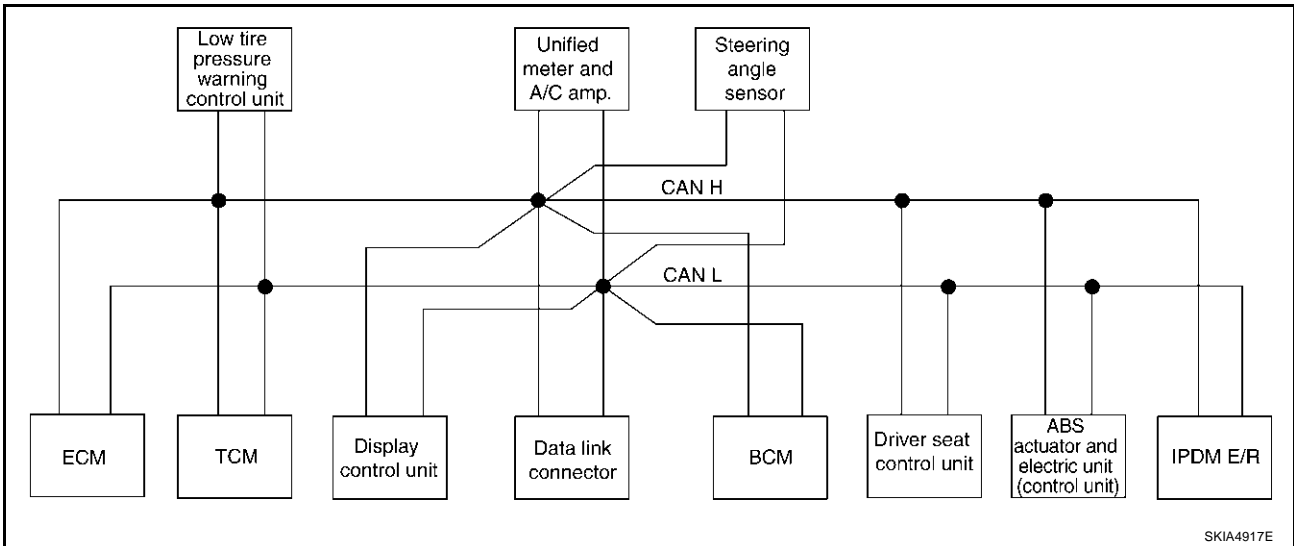 Low tire
pressure
warning
control unit
Unified
meter and
A/C amp.
Steering
angle
sensor
CAN H
CAN L
ECM
TCM
Display
control unit
Data link
connector
BCM
Driver seat
control unit
ABS
actuator and
electric unit
(control unit)
IPDM E/R
SKIA4917E